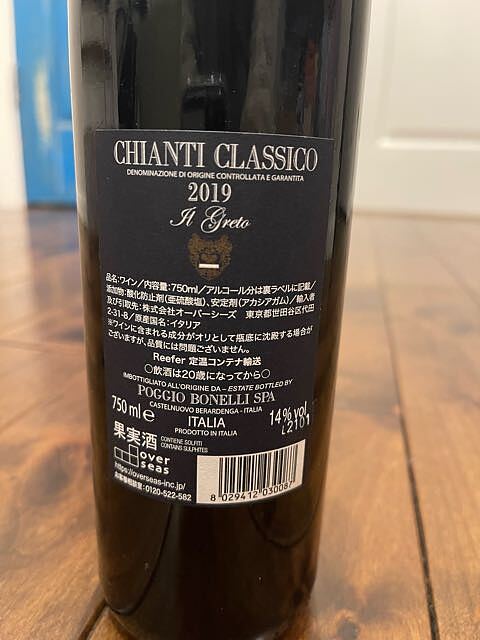 CHIANTI CLASSICO
DENOMINAZIONE DI ORIGINE CONTROLLATA E GARANTITA
2019
Il Greto
品名:ワイン／内容量:750ml／アルコール分は裏ラベルに記載／
添加物:酸化防止剤(亜硫酸塩)、安定剤(アカシアガム)／輸入者
及び引取先:株式会社オーバーシーズ 東京都世田谷区代田
2-31-8／原産国名:イタリア
※ワインに含まれる成分がオリとして瓶底に沈殿する場合が
ございますが、品質には問題ございません。
Reefer 定温コンテナ輸送
○飲酒は20歳になってから○
IMBOTTIGLIATO ALL'ORIGINE DA - ESTATE BOTTLED BY
POGGIO BONELLI SPA
CASTELNUOVO BERARDENGA - ITALIA
750 ml e
ITALIA
14% vol
PRODOTTO IN ITALIA
L2101
果実酒
CONTIENE SOLFITI
CONTAINS SULPHITES
over
seas
https://overseas-inc.jp/
お客様相談室:0120-522-582
8 029412 030087